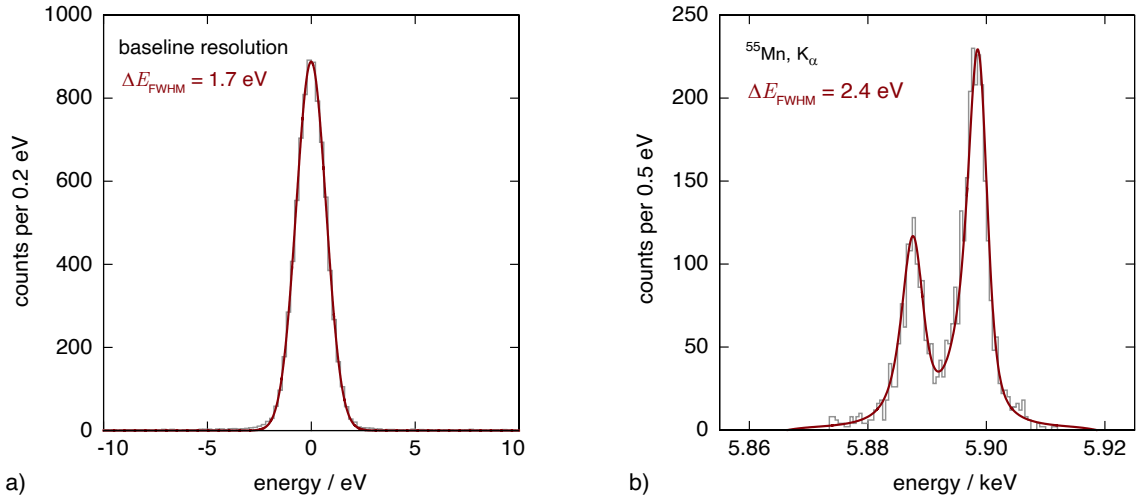 1000
800
600
400
200
0
counts per 0.2 eV
baseline resolution
ΔE_FWHM = 1.7 eV
-10 -5 0 5 10
energy / eV
a)
250
200
150
100
50
0
counts per 0.5 eV
⁵⁵Mn, K_α
ΔE_FWHM = 2.4 eV
5.86 5.88 5.90 5.92
energy / keV
b)